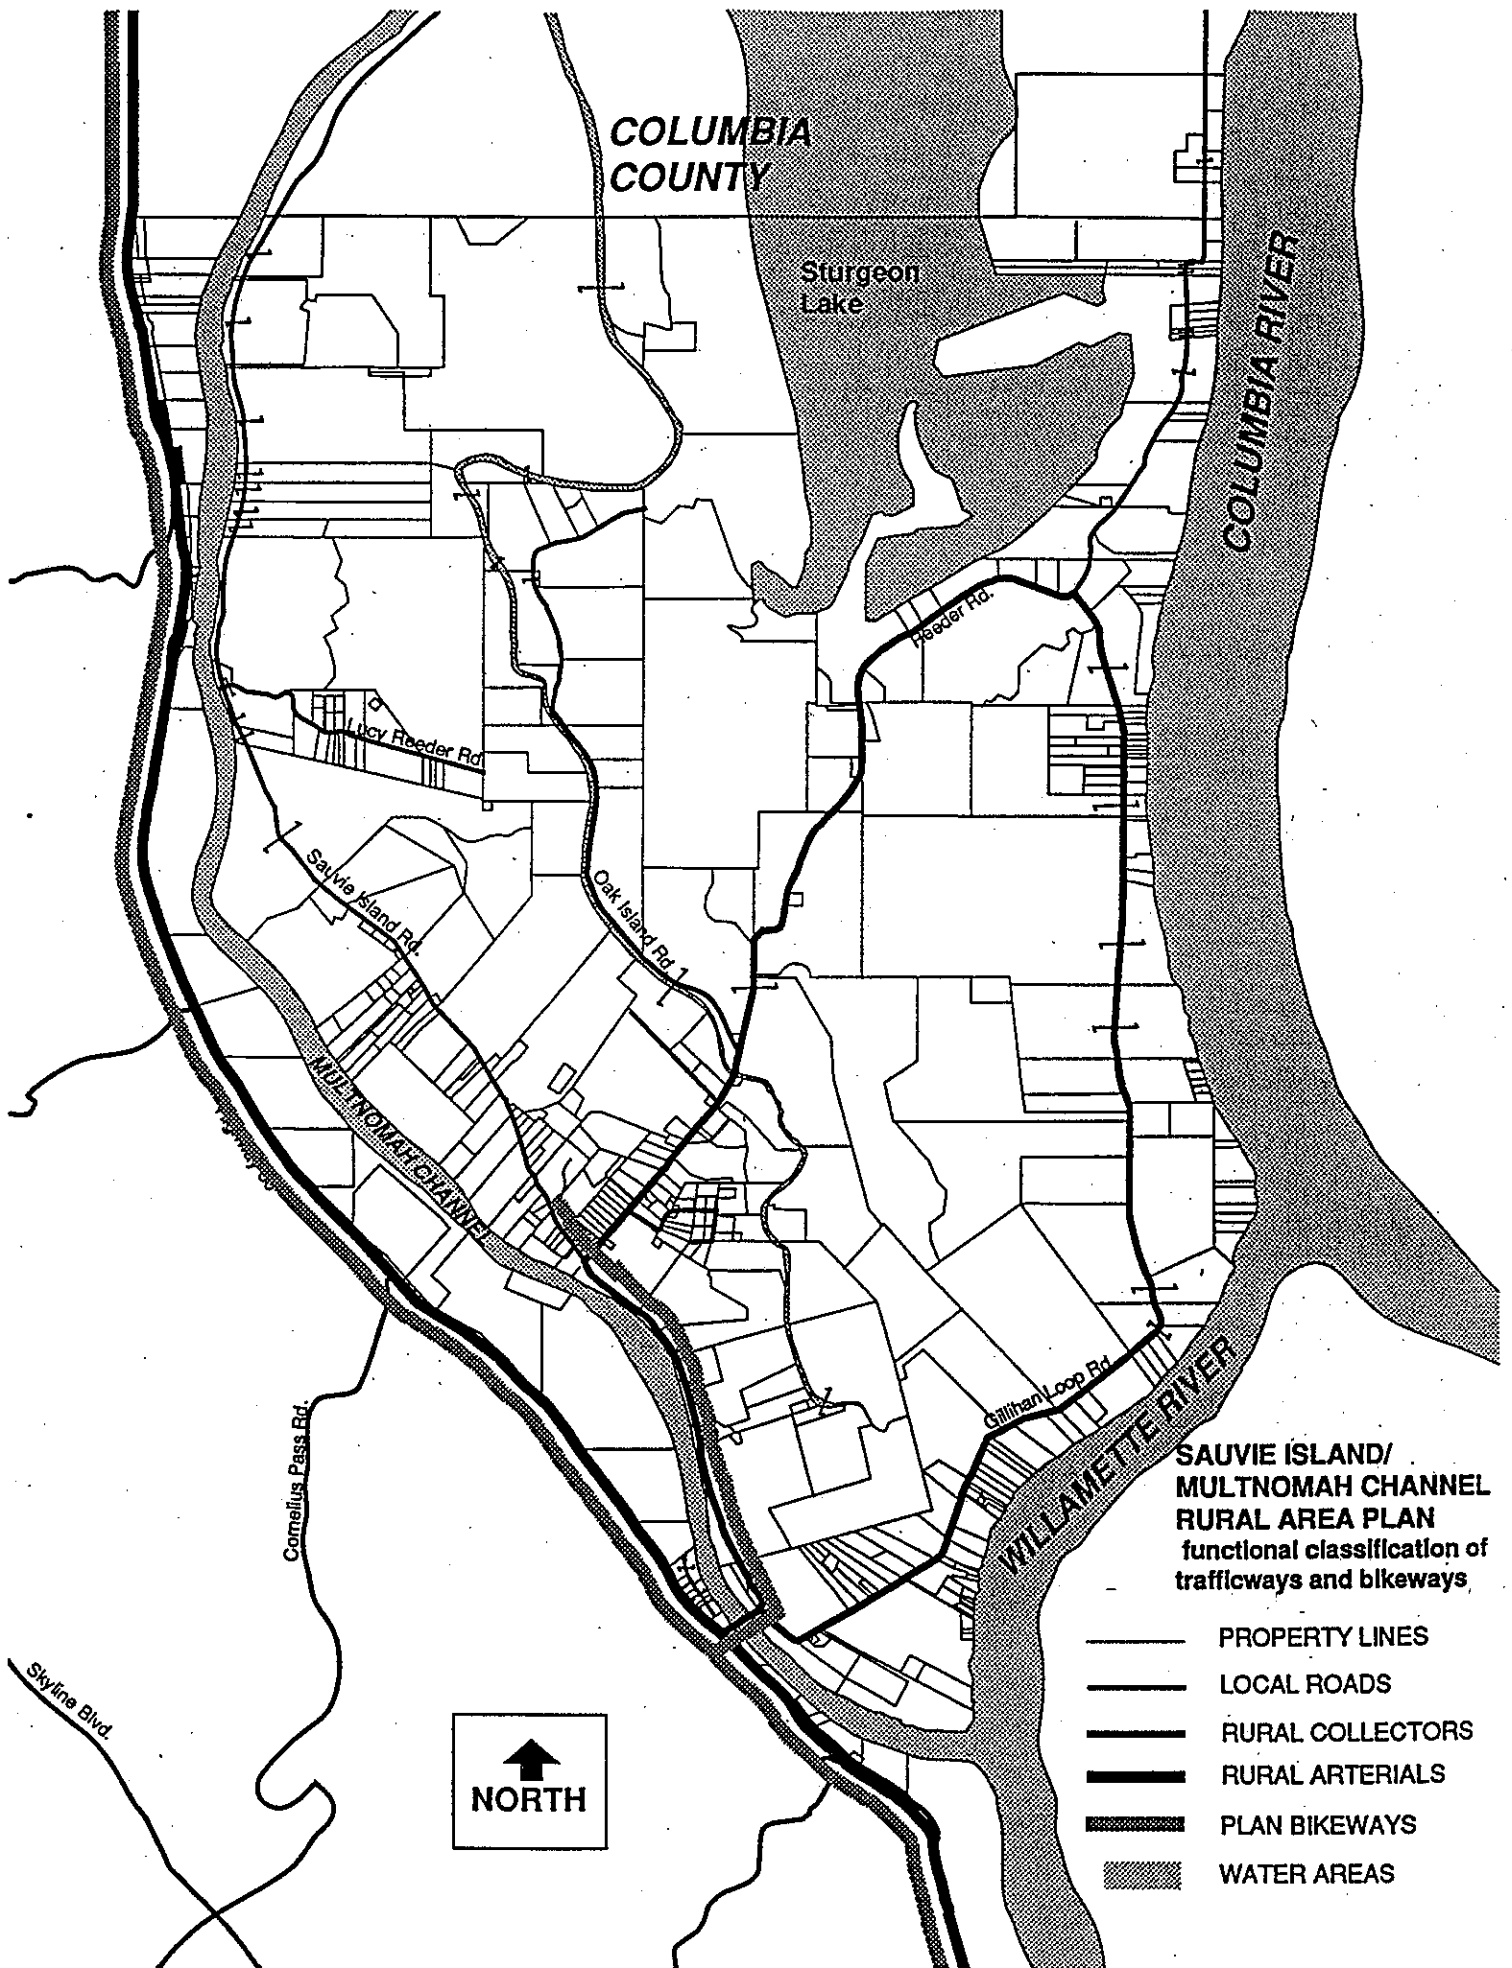 COLUMBIA
COUNTY
Sturgeon
Lake
COLUMBIA RIVER
Reeder Rd.
Lucy Reeder Rd
Sauvie Island Rd.
Oak Island Rd
MULTNOMAH CHANNEL
Gillihan Loop Rd.
WILLAMETTE RIVER
Cornelius Pass Rd.
Skyline Blvd.
NORTH
SAUVIE ISLAND/
MULTNOMAH CHANNEL
RURAL AREA PLAN
functional classification of
trafficways and bikeways
PROPERTY LINES
LOCAL ROADS
RURAL COLLECTORS
RURAL ARTERIALS
PLAN BIKEWAYS
WATER AREAS